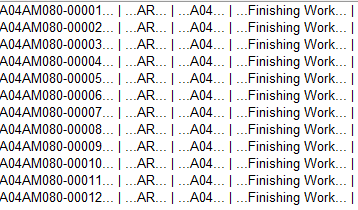 A04AM080-00001... | ...AR... | ...A04... | ...Finishing Work... |
A04AM080-00002... | ...AR... | ...A04... | ...Finishing Work... |
A04AM080-00003... | ...AR... | ...A04... | ...Finishing Work... |
A04AM080-00004... | ...AR... | ...A04... | ...Finishing Work... |
A04AM080-00005... | ...AR... | ...A04... | ...Finishing Work... |
A04AM080-00006... | ...AR... | ...A04... | ...Finishing Work... |
A04AM080-00007... | ...AR... | ...A04... | ...Finishing Work... |
A04AM080-00008... | ...AR... | ...A04... | ...Finishing Work... |
A04AM080-00009... | ...AR... | ...A04... | ...Finishing Work... |
A04AM080-00010... | ...AR... | ...A04... | ...Finishing Work... |
A04AM080-00011... | ...AR... | ...A04... | ...Finishing Work... |
A04AM080-00012... | ...AR... | ...A04... | ...Finishing Work... |